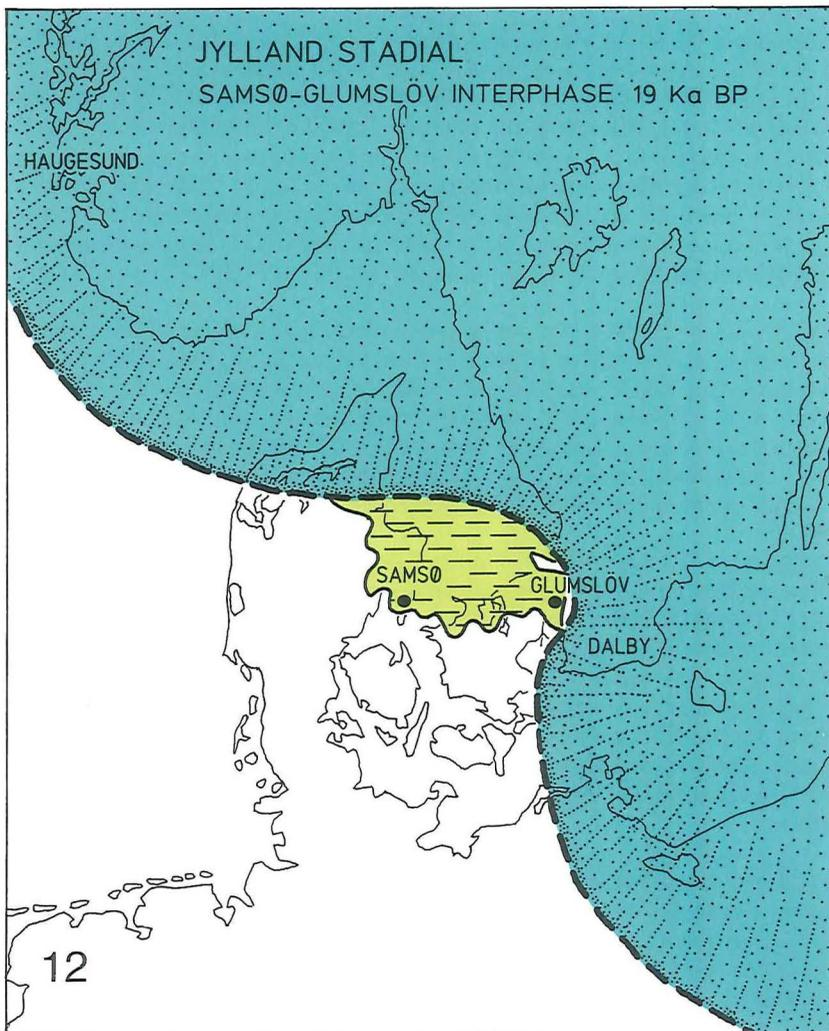 JYLLAND STADIAL
SAMSØ-GLUMSLÖV INTERPHASE 19 Ka BP
HAUGESUND
SAMSØ
GLUMSLÖV
DALBY
12